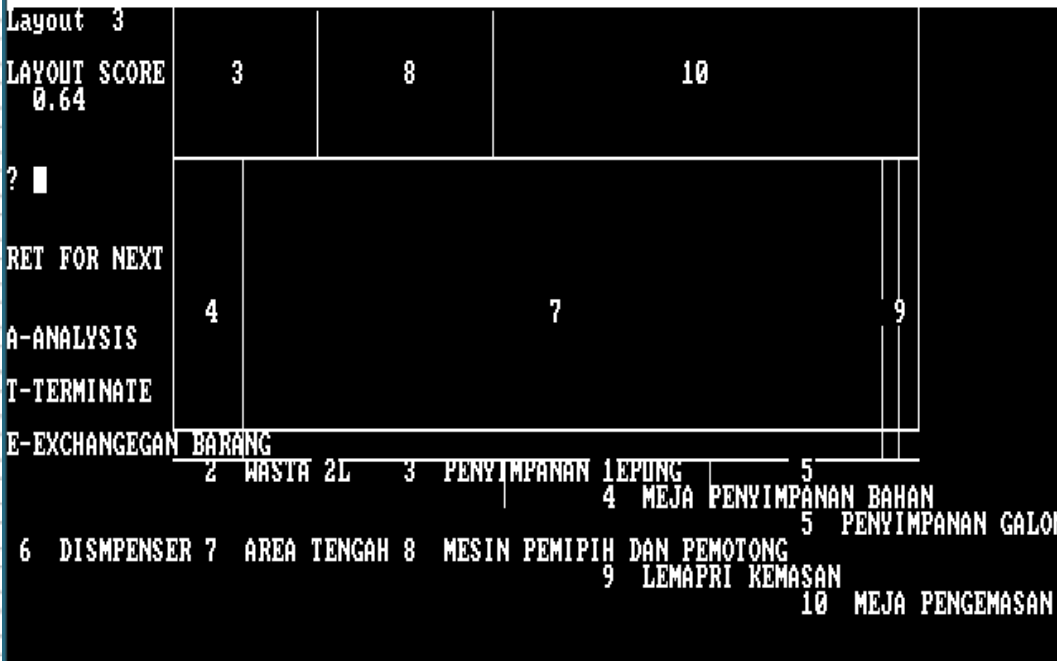 Layout 3
LAYOUT SCORE 3 8 10
0.64
?
RET FOR NEXT
4 7 9
A-ANALYSIS
T-TERMINATE
E-EXCHANGEGAN BARANG
2 WASTA 2L 3 PENYIMPANAN 1EPUNG 5
4 MEJA PENYIMPANAN BAHAN
5 PENYIMPANAN GALON
6 DISMPENSER 7 AREA TENGAH 8 MESIN PEMIPIH DAN PEMOTONG
9 LEMAPRI KEMASAN
10 MEJA PENGEMASAN